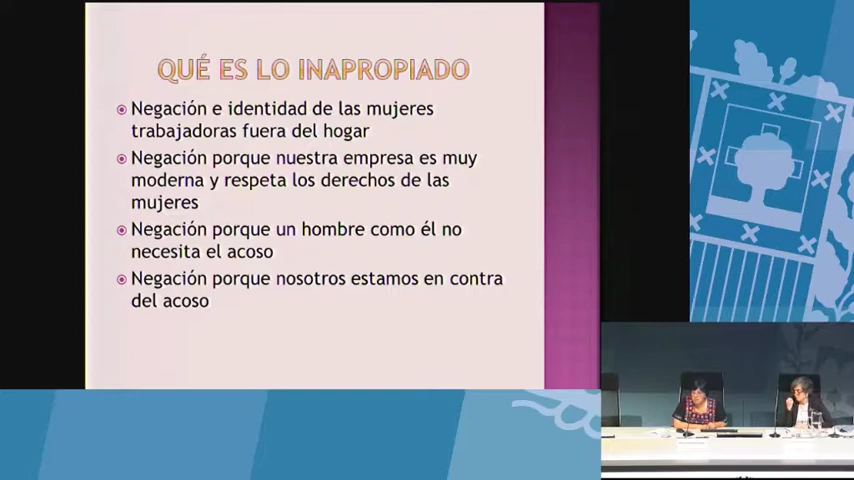 QUÉ ES LO INAPROPIADO
Negación e identidad de las mujeres
trabajadoras fuera del hogar
Negación porque nuestra empresa es muy
moderna y respeta los derechos de las
mujeres
Negación porque un hombre como él no
necesita el acoso
Negación porque nosotros estamos en contra
del acoso